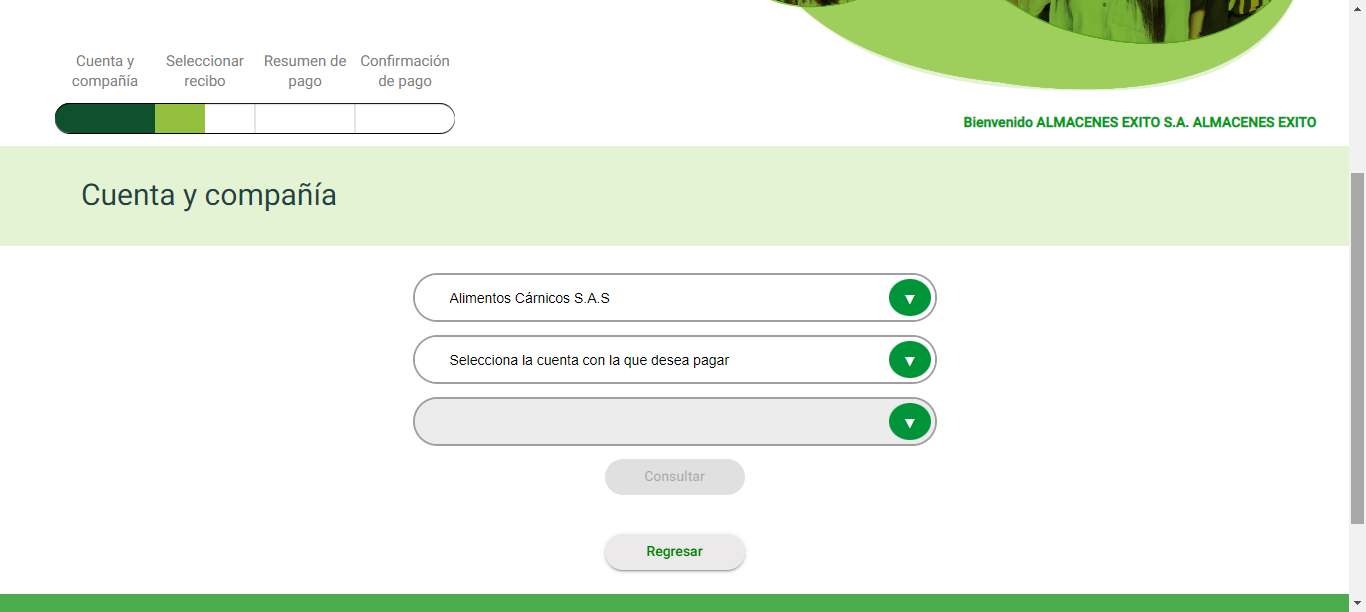 Cuenta y
compañía
Seleccionar
recibo
Resumen de
pago
Confirmación
de pago
Bienvenido ALMACENES EXITO S.A. ALMACENES EXITO
Cuenta y compañía
Alimentos Cárnicos S.A.S
Selecciona la cuenta con la que desea pagar
Consultar
Regresar